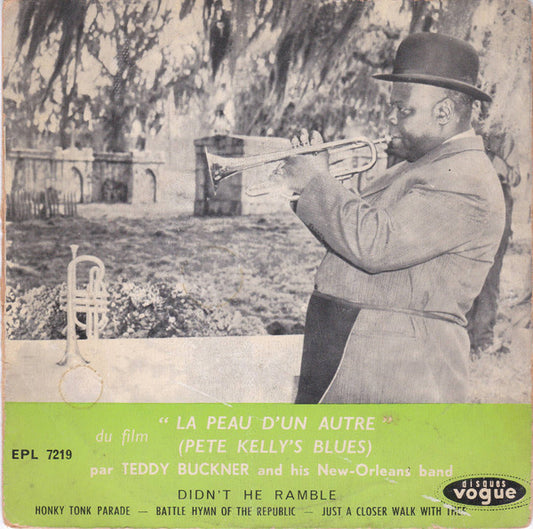 " LA PEAU D'UN AUTRE "
du film
(PETE KELLY'S BLUES)
EPL 7219
par TEDDY BUCKNER and his New-Orleans band
DIDN'T HE RAMBLE
HONKY TONK PARADE — BATTLE HYMN OF THE REPUBLIC — JUST A CLOSER WALK WITH THEE
disques
vogue